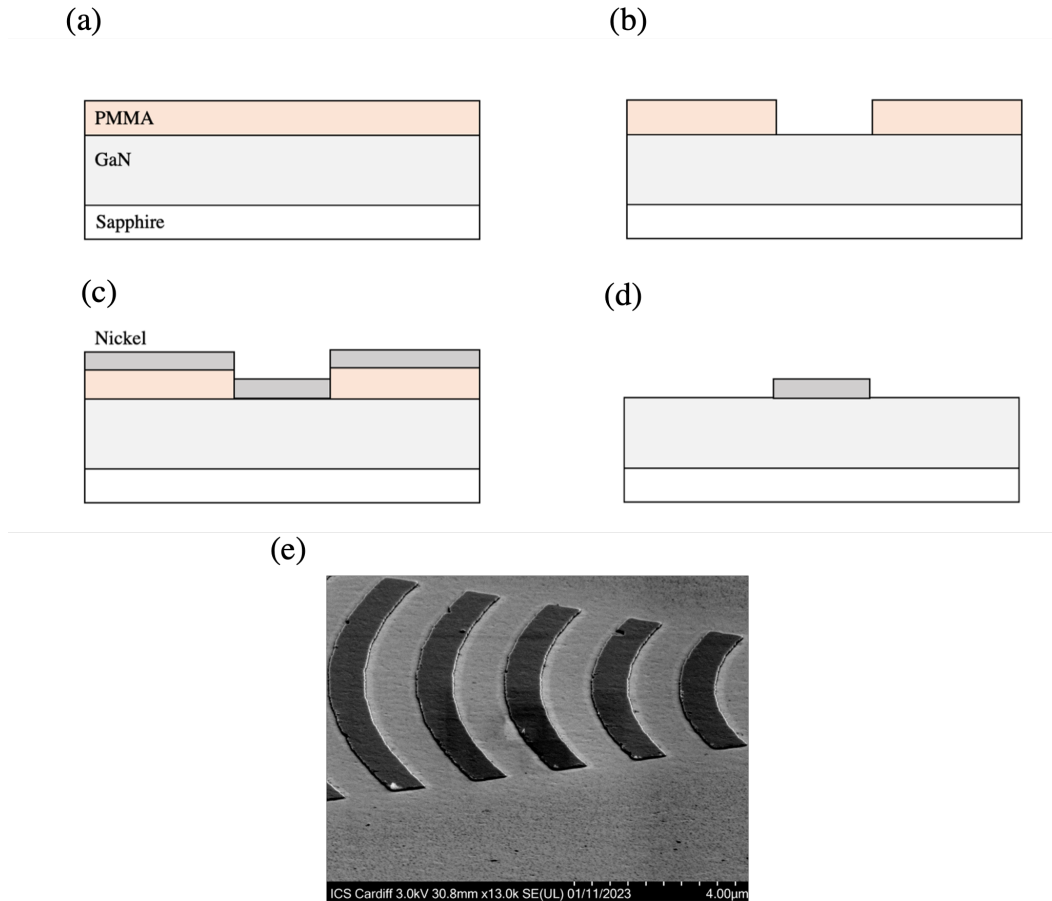 (a)
(b)
PMMA
GaN
Sapphire
(c)
(d)
Nickel
(e)
ICS Cardiff 3.0kV 30.8mm x13.0k SE(UL) 01/11/2023 4.00µm